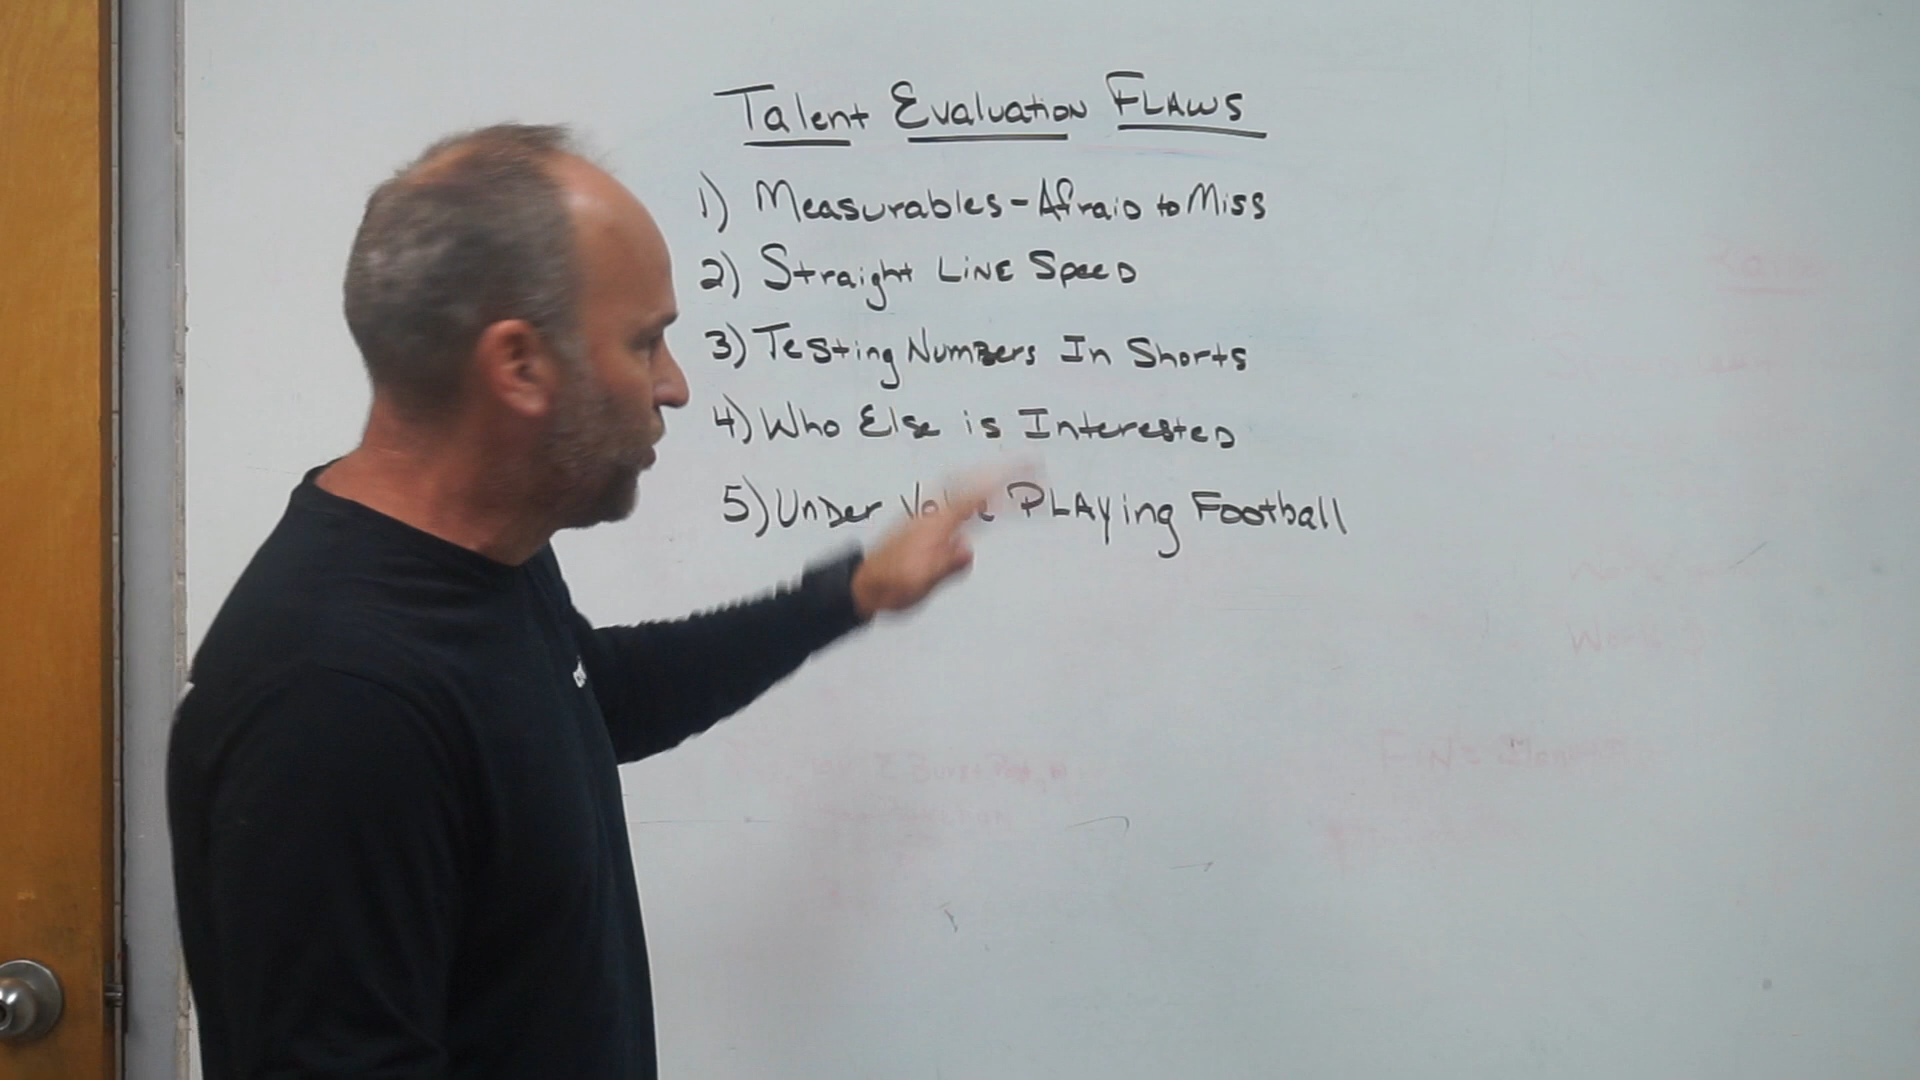 Talent Evaluation FLAWS
1) Measurables - Afraid to Miss
2) Straight LINE Speed
3) Testing Numbers In Shorts
4) Who Else is Interested
5) Under Value PLAying Football